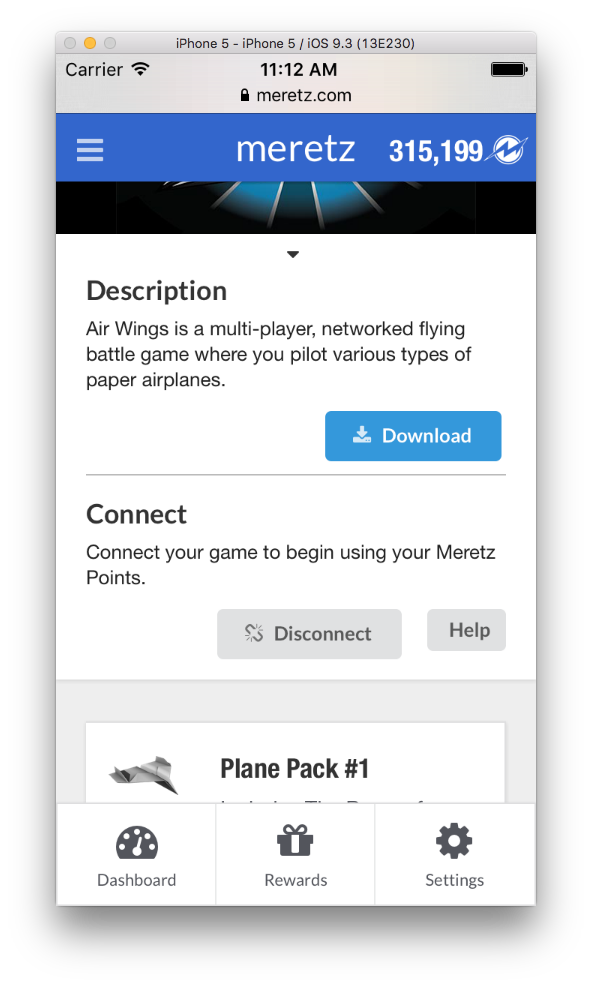 iPhone 5 - iPhone 5 / iOS 9.3 (13E230)
Carrier 11:12 AM
meretz.com
meretz 315,199
Description
Air Wings is a multi-player, networked flying
battle game where you pilot various types of
paper airplanes.
Download
Connect
Connect your game to begin using your Meretz
Points.
Disconnect Help
Plane Pack #1
Dashboard Rewards Settings